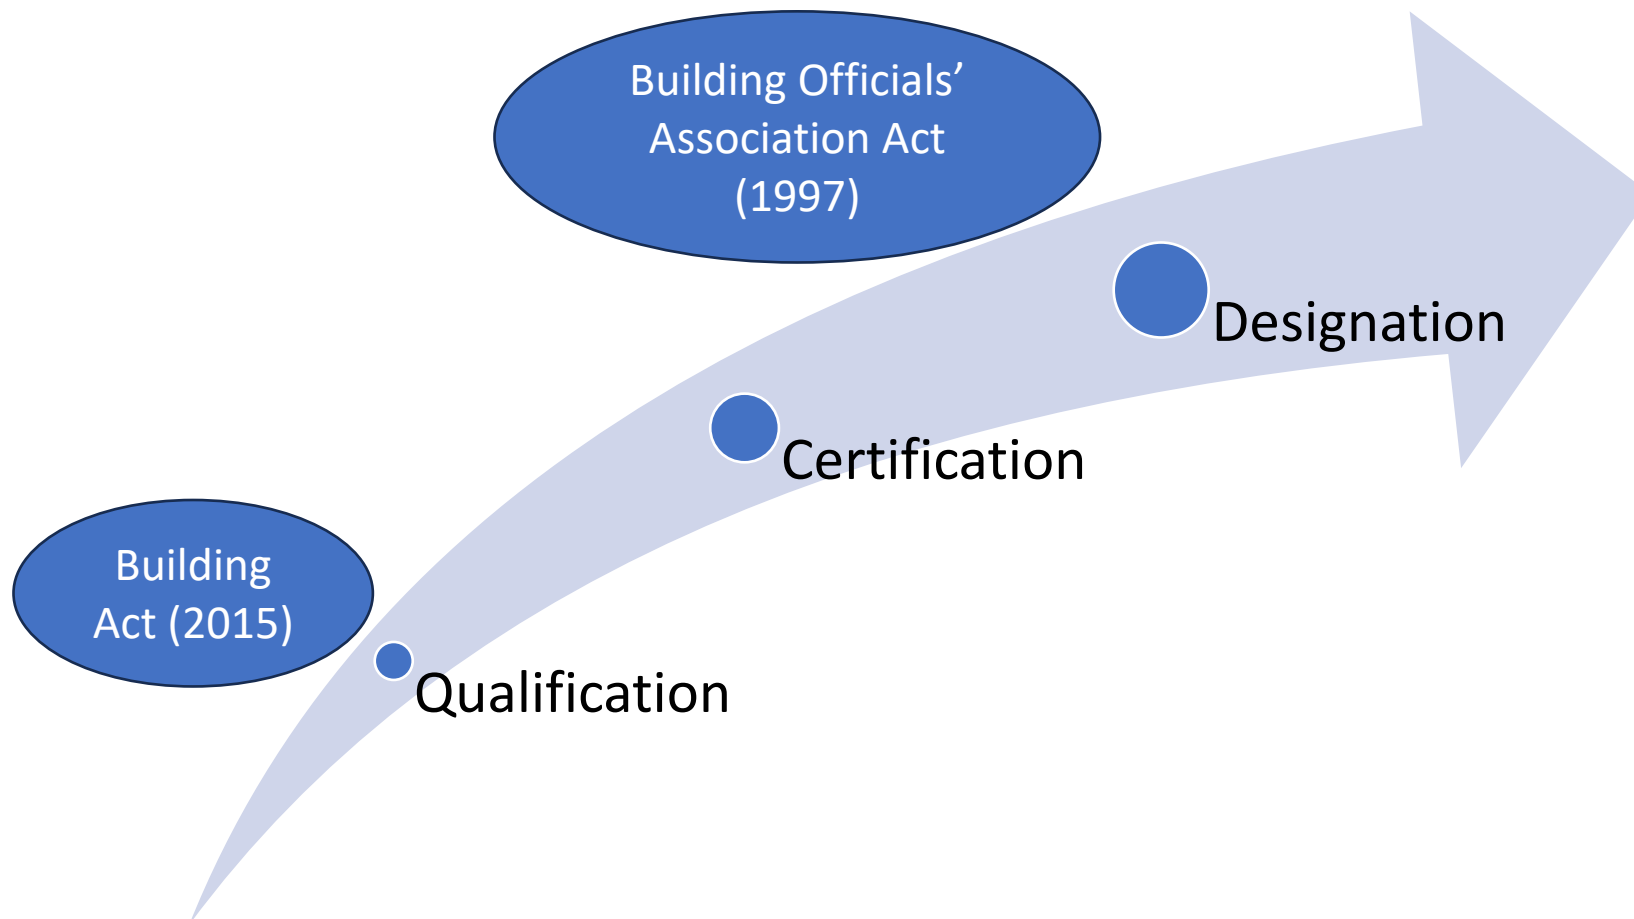 Building Officials’
Association Act
(1997)
Designation
Certification
Building
Act (2015)
Qualification